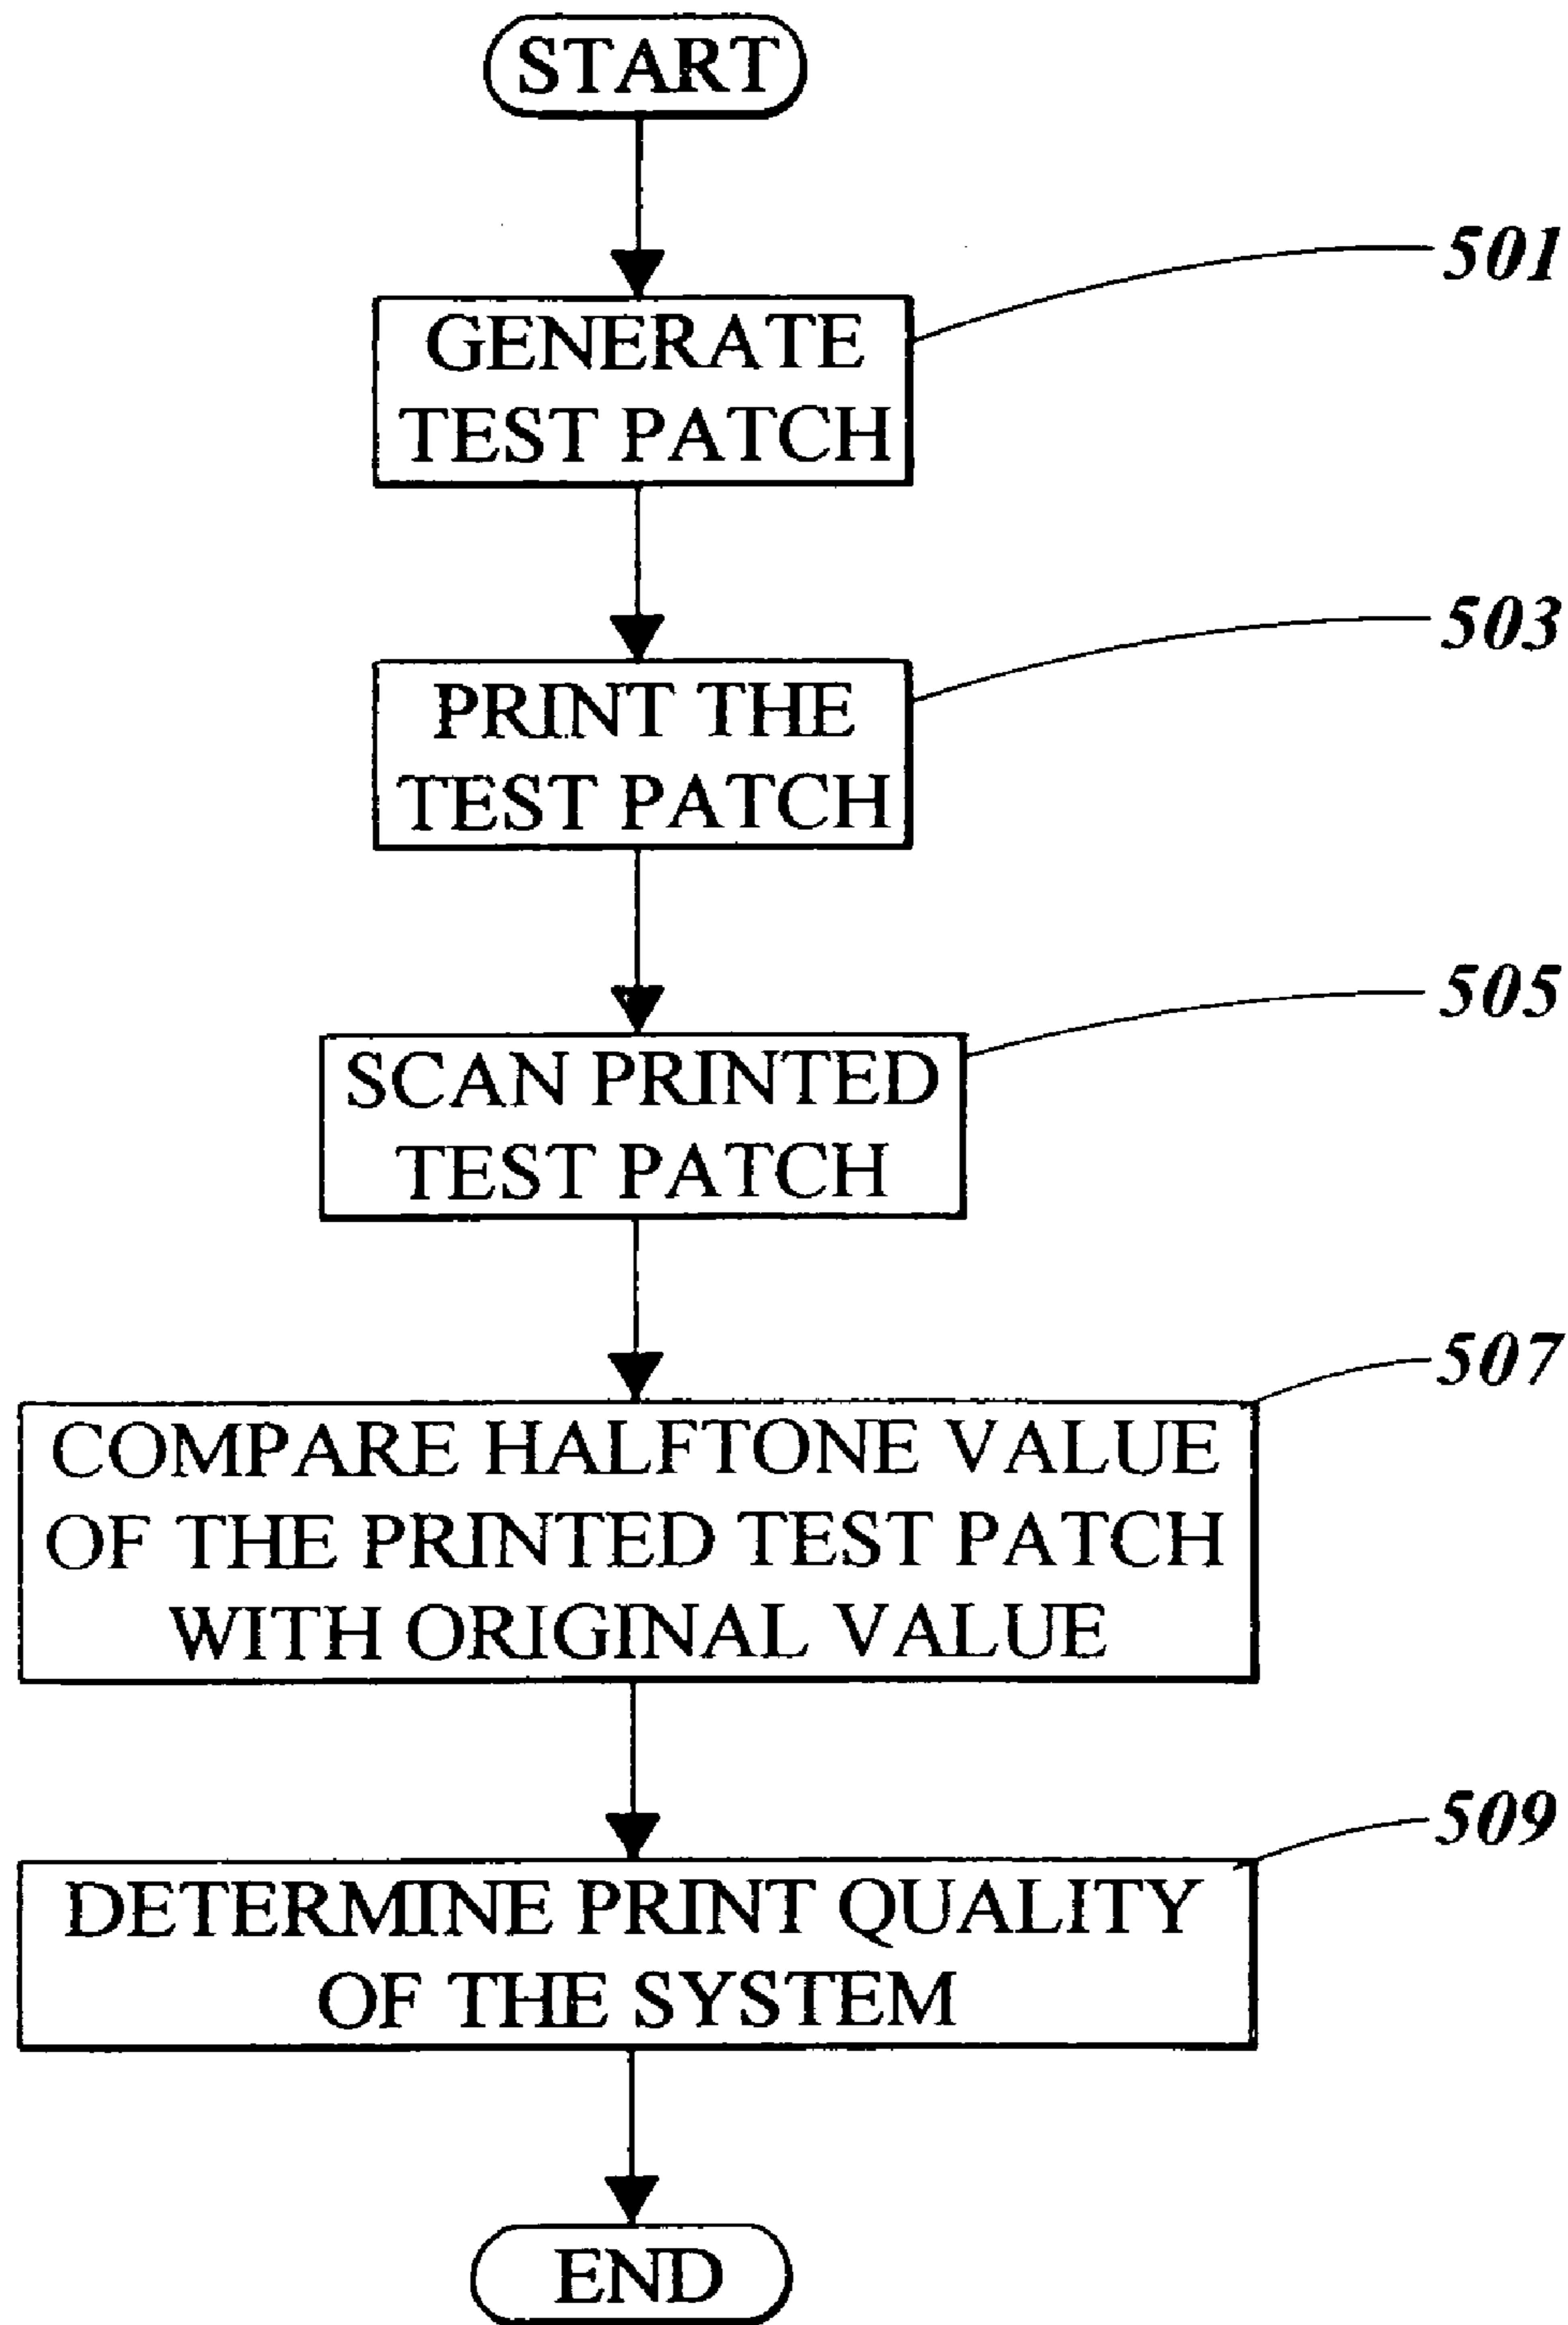 START
501
GENERATE
TEST PATCH
503
PRINT THE
TEST PATCH
505
SCAN PRINTED
TEST PATCH
507
COMPARE HALFTONE VALUE
OF THE PRINTED TEST PATCH
WITH ORIGINAL VALUE
509
DETERMINE PRINT QUALITY
OF THE SYSTEM
END